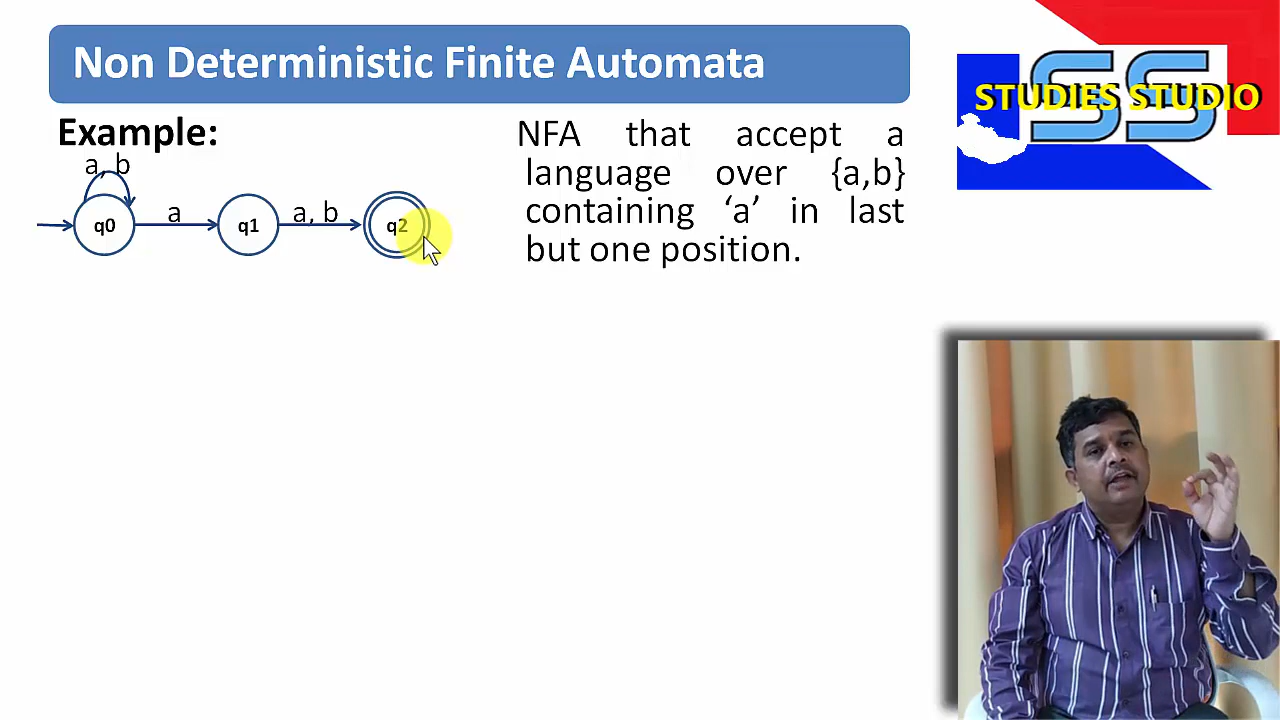 Non Deterministic Finite Automata
SS
STUDIES STUDIO
Example:
a, b
q0
a
q1
a, b
q2
NFA that accept a
language over {a,b}
containing ‘a’ in last
but one position.